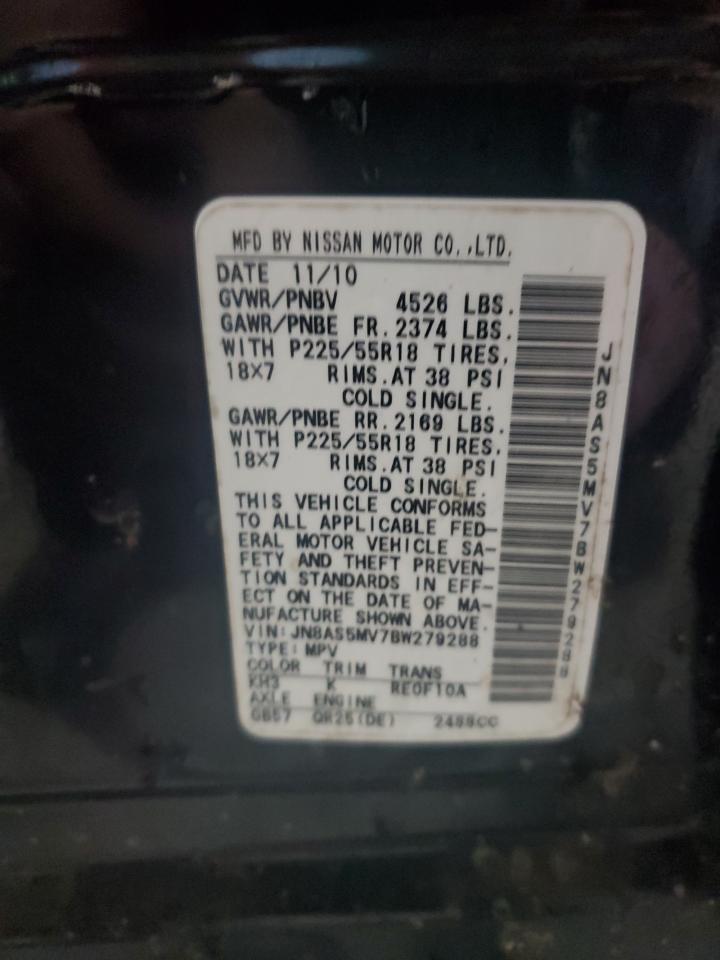 MFD BY NISSAN MOTOR CO.,LTD.
DATE 11/10
GVWR/PNBV 4526 LBS.
GAWR/PNBE FR. 2374 LBS.
WITH P225/55R18 TIRES,
18X7 RIMS.AT 38 PSI
COLD SINGLE.
GAWR/PNBE RR. 2169 LBS.
WITH P225/55R18 TIRES,
18X7 RIMS.AT 38 PSI
COLD SINGLE.
THIS VEHICLE CONFORMS
TO ALL APPLICABLE FED-
ERAL MOTOR VEHICLE SA-
FETY AND THEFT PREVEN-
TION STANDARDS IN EFF-
ECT ON THE DATE OF MA-
NUFACTURE SHOWN ABOVE.
VIN: JN8AS5MV7BW279288
TYPE: MPV
COLOR TRIM TRANS
KH3 K RE0F10A
AXLE ENGINE
GB57 QR25(DE) 2488CC
JN8AS5MV7BW279288